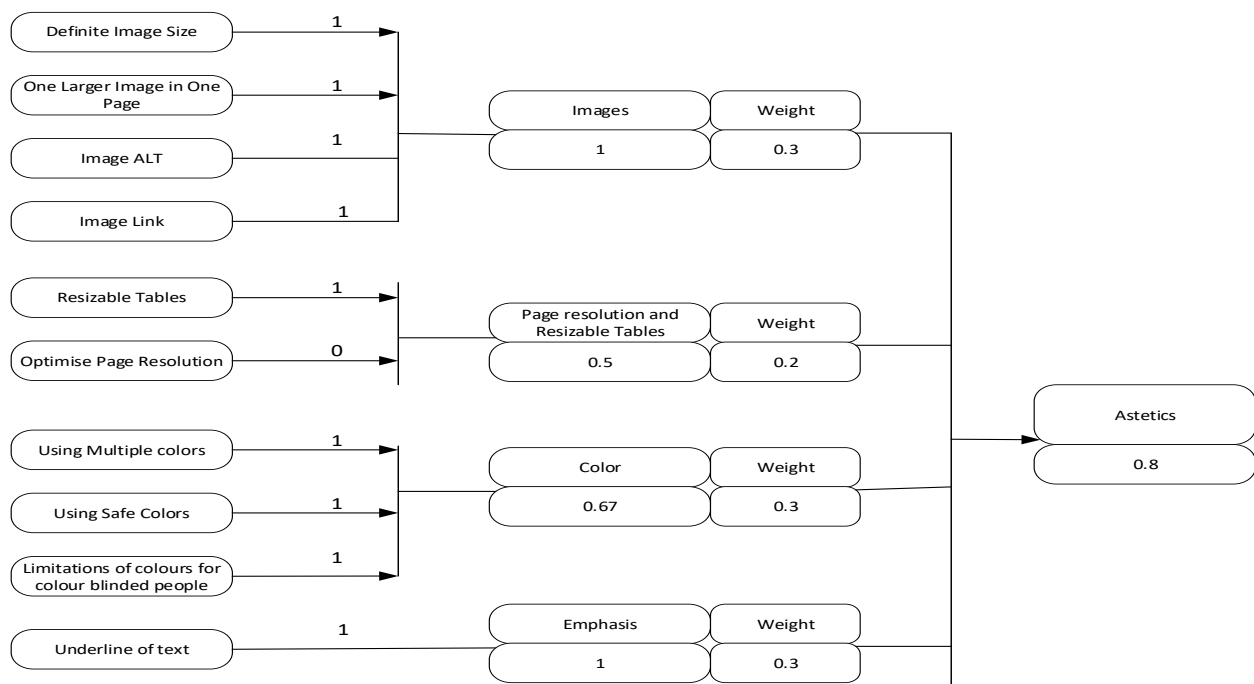 Definite Image Size
1
One Larger Image in One
Page
1
Image ALT
1
Image Link
1
Images
Weight
1
0.3
Resizable Tables
1
Optimise Page Resolution
0
Page resolution and
Resizable Tables
Weight
0.5
0.2
Using Multiple colors
1
Using Safe Colors
1
Limitations of colours for
colour blinded people
1
Color
Weight
0.67
0.3
Underline of text
1
Emphasis
Weight
1
0.3
Astetics
0.8